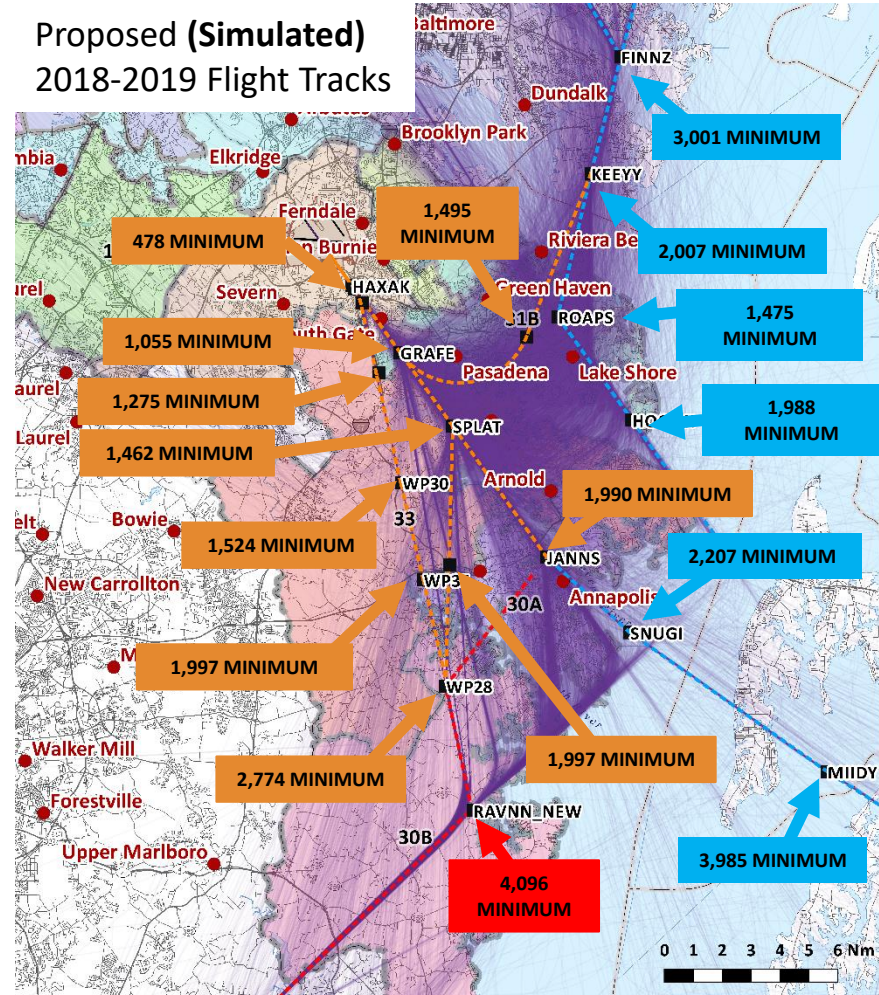 Proposed (Simulated)
2018-2019 Flight Tracks
Baltimore
FINNZ
Dundalk
3,001 MINIMUM
Brooklyn Park
Elkridge
KEEYY
1,495
MINIMUM
Ferndale
478 MINIMUM
Burnie
Riviera Be
2,007 MINIMUM
HAXAK
Green Haven
Severn
ROAPS
1,475
MINIMUM
31B
Gate
1,055 MINIMUM
GRAFE
Pasadena
Lake Shore
Laurel
1,275 MINIMUM
1,988
MINIMUM
SPLAT
1,462 MINIMUM
Arnold
WP30
1,990 MINIMUM
33
Bowie
1,524 MINIMUM
2,207 MINIMUM
JANNS
New Carrollton
WP3
30A
Annapolis
SNUGI
1,997 MINIMUM
WP28
1,997 MINIMUM
Walker Mill
2,774 MINIMUM
MIIDY
Forestville
RAVNN_NEW
30B
Upper Marlboro
3,985 MINIMUM
4,096
MINIMUM
0 1 2 3 4 5 6 Nm